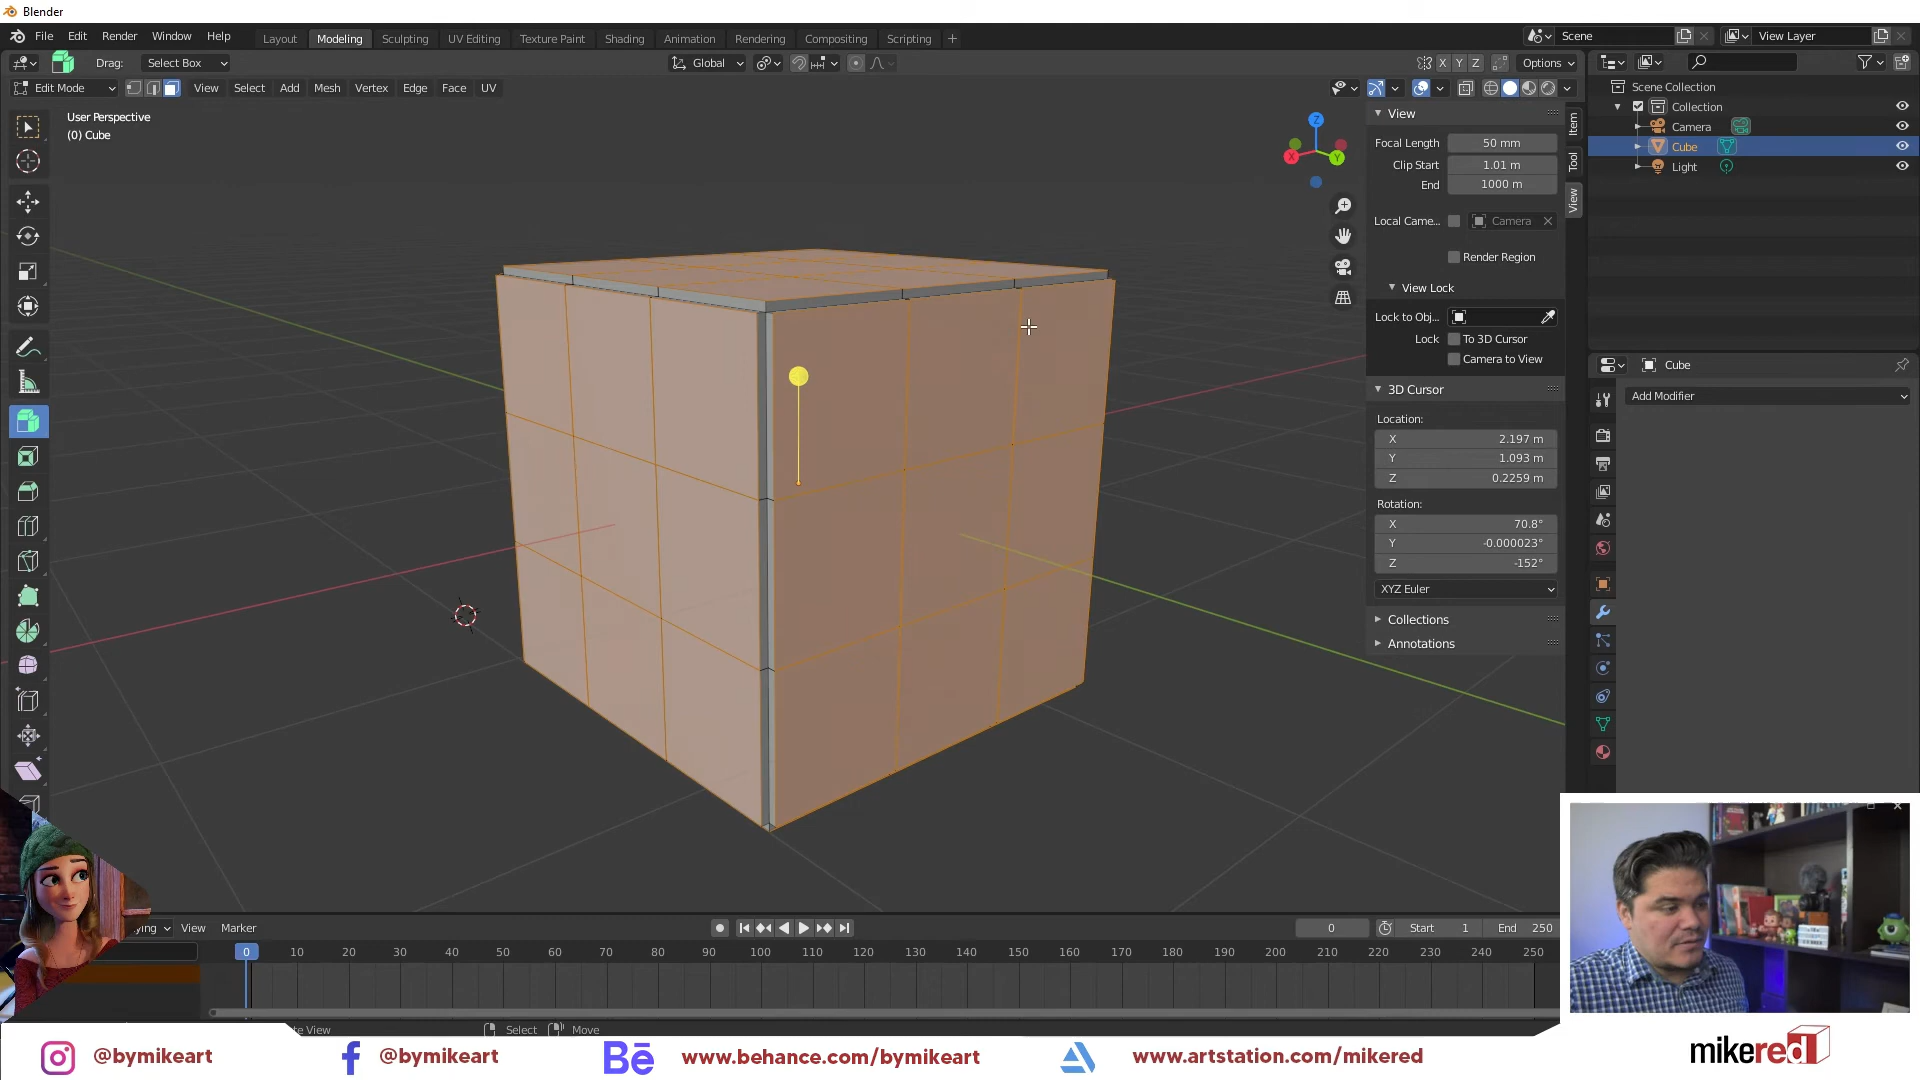 Blender
File Edit Render Window Help
Layout Modeling Sculpting UV Editing Texture Paint Shading Animation Rendering Compositing Scripting +
Scene
View Layer
Drag: Select Box
Global
X Y Z
Options
Edit Mode
View Select Add Mesh Vertex Edge Face UV
User Perspective
(0) Cube
Z
X
Y
View
Focal Length 50 mm
Clip Start 1.01 m
End 1000 m
Local Came... Camera
Render Region
View Lock
Lock to Obj...
Lock To 3D Cursor
Camera to View
3D Cursor
Location:
X 2.197 m
Y 1.093 m
Z 0.2259 m
Rotation:
X 70.8°
Y -0.000023°
Z -152°
XYZ Euler
Collections
Annotations
Item
Tool
View
Scene Collection
Collection
Camera
Cube
Light
Cube
Add Modifier
ying View Marker
0
Start 1
End 250
0 10 20 30 40 50 60 70 80 90 100 110 120 130 140 150 160 170 180 190 200 210 220 230 240 250
te View
Select
Move
@bymikeart
@bymikeart
Bē
www.behance.com/bymikeart
www.artstation.com/mikered
mikered